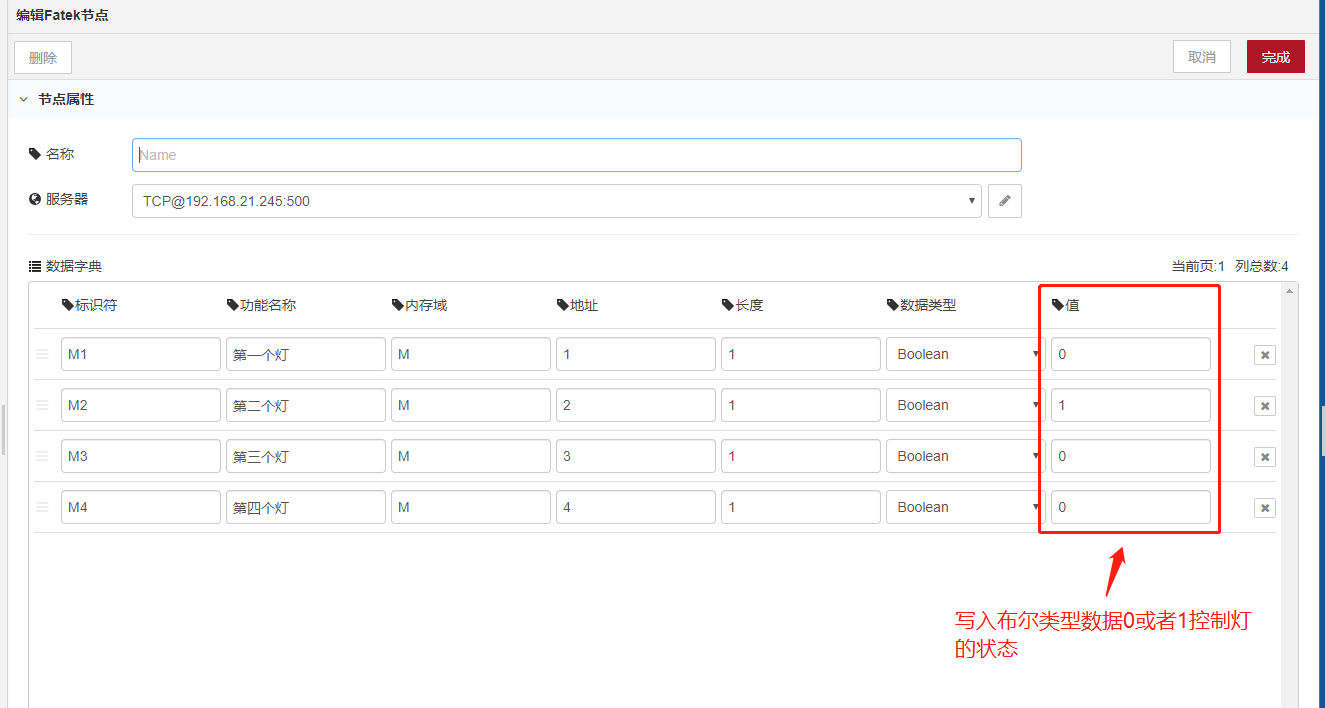 编辑Fatek节点
删除 取消 完成
节点属性
名称 Name
服务器 TCP@192.168.21.245:500
数据字典 当前页:1 列总数:4
标识符 功能名称 内存域 地址 长度 数据类型 值
M1 第一个灯 M 1 1 Boolean 0
M2 第二个灯 M 2 1 Boolean 1
M3 第三个灯 M 3 1 Boolean 0
M4 第四个灯 M 4 1 Boolean 0
写入布尔类型数据0或者1控制灯
的状态